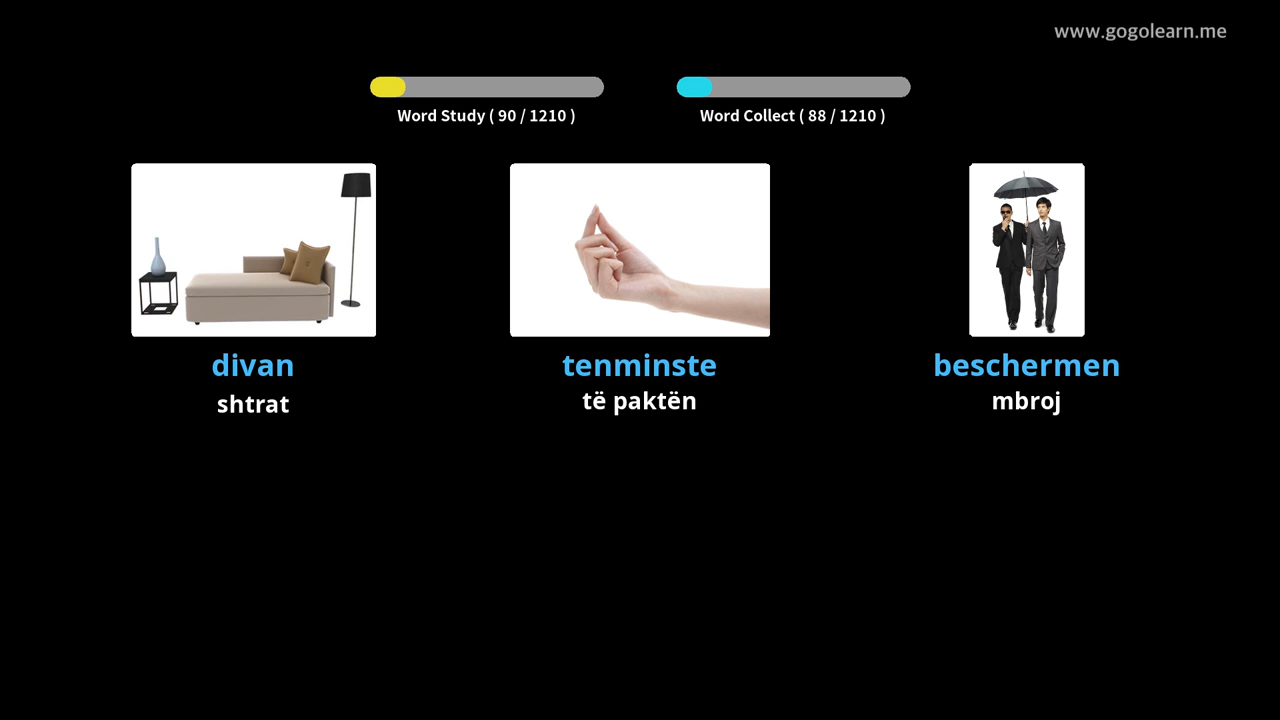 www.gogolearn.me
Word Study ( 90 / 1210 )
Word Collect ( 88 / 1210 )
divan
shtrat
tenminste
të paktën
beschermen
mbroj